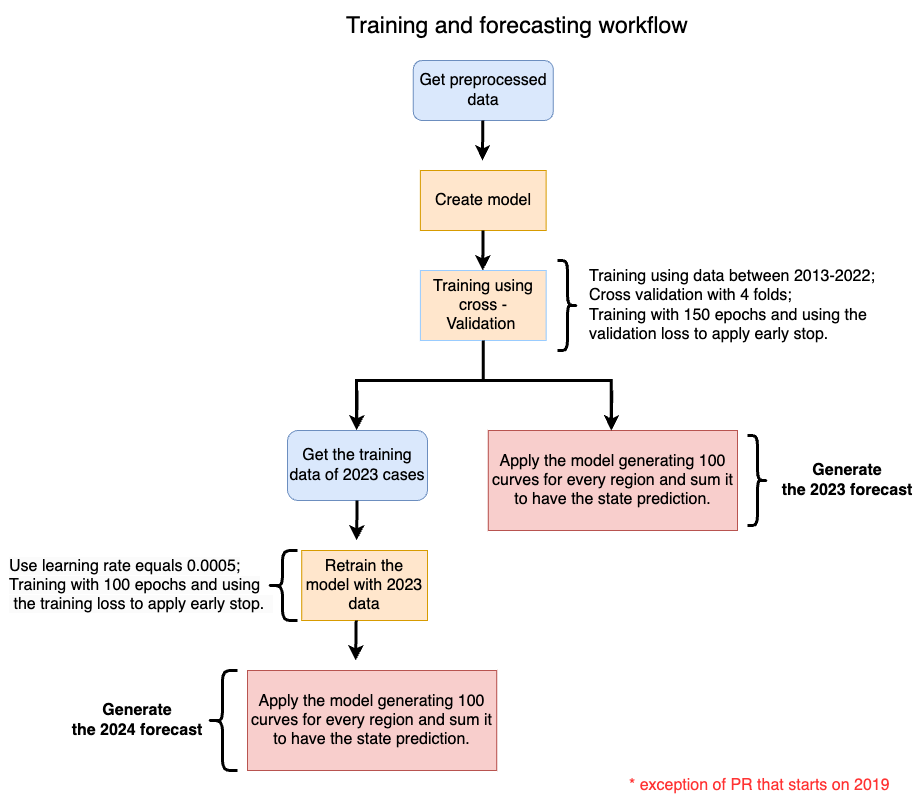 Training and forecasting workflow
Get preprocessed
data
Create model
Training using
cross -
Validation
Training using data between 2013-2022;
Cross validation with 4 folds;
Training with 150 epochs and using the
validation loss to apply early stop.
Get the training
data of 2023 cases
Apply the model generating 100
curves for every region and sum it
to have the state prediction.
Generate
the 2023 forecast
Use learning rate equals 0.0005;
Training with 100 epochs and using
the training loss to apply early stop.
Retrain the
model with 2023
data
Generate
the 2024 forecast
Apply the model generating 100
curves for every region and sum it
to have the state prediction.
* exception of PR that starts on 2019